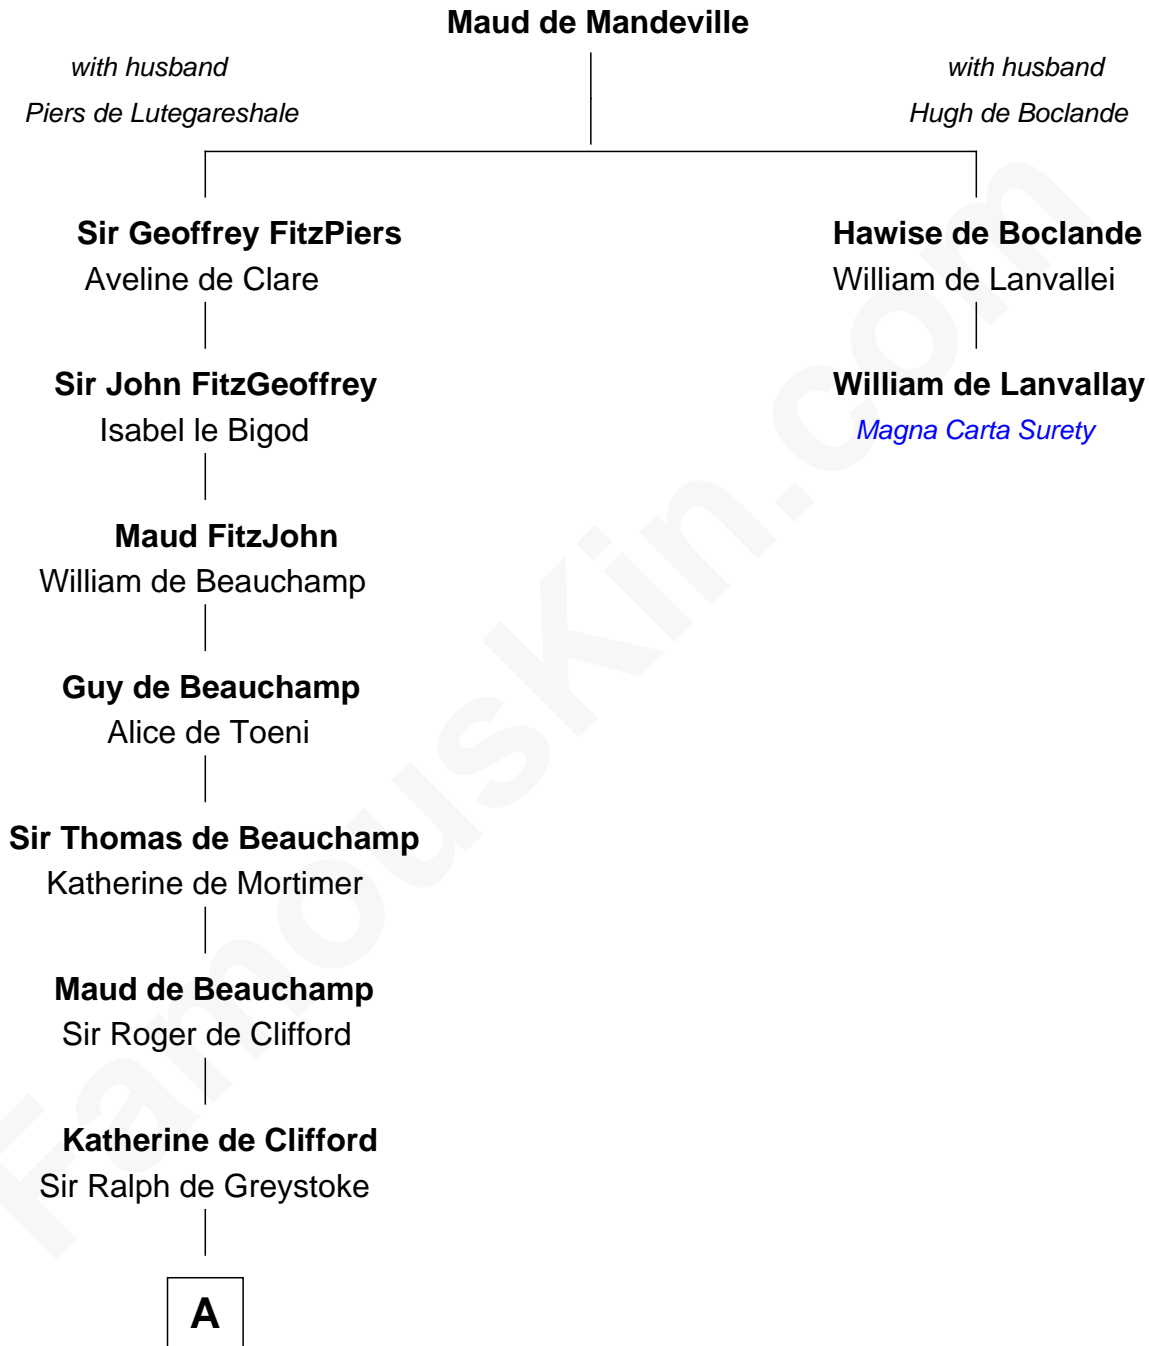 Maud de Mandeville
with husband
Piers de Lutegareshale
with husband
Hugh de Boclande
Sir Geoffrey FitzPiers
Aveline de Clare
Hawise de Boclande
William de Lanvallei
Sir John FitzGeoffrey
Isabel le Bigod
William de Lanvallay
Magna Carta Surety
Maud FitzJohn
William de Beauchamp
Guy de Beauchamp
Alice de Toeni
Sir Thomas de Beauchamp
Katherine de Mortimer
Maud de Beauchamp
Sir Roger de Clifford
Katherine de Clifford
Sir Ralph de Greystoke
A
FamousKin.com